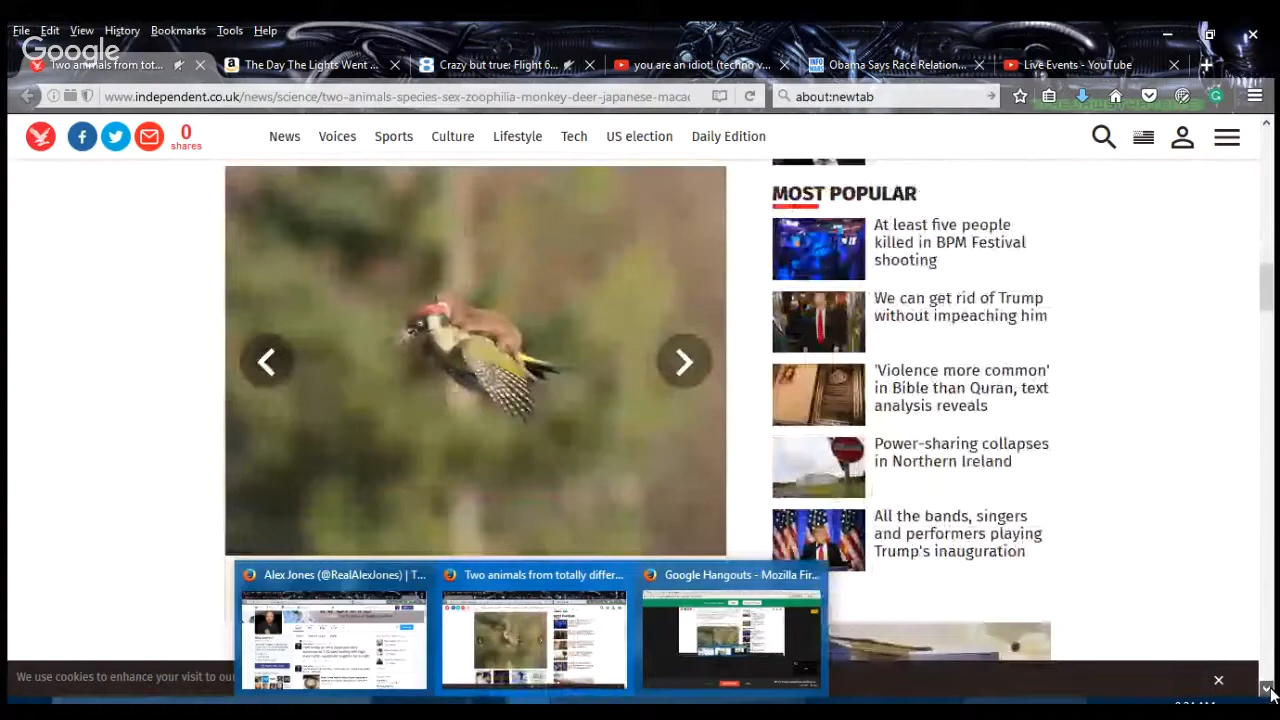 File Edit View History Bookmarks Tools Help
Google
Two animals from tot...
The Day The Lights Went ...
Crazy but true: Flight 6...
you are an idiot! (techno v...
INFO WARS
Obama Says Race Relation...
Live Events - YouTube
www.independent.co.uk/news/science/two-animals-species-sex-zoophilia-monkey-deer-japanese-macac
about:newtab
0
shares
News Voices Sports Culture Lifestyle Tech US election Daily Edition
MOST POPULAR
At least five people
killed in BPM Festival
shooting
We can get rid of Trump
without impeaching him
'Violence more common'
in Bible than Quran, text
analysis reveals
Power-sharing collapses
in Northern Ireland
All the bands, singers
and performers playing
Trump's inauguration
Alex Jones (@RealAlexJones) | T...
Two animals from totally differ...
Google Hangouts - Mozilla Fir...
We use cookies to enhance your visit to ou